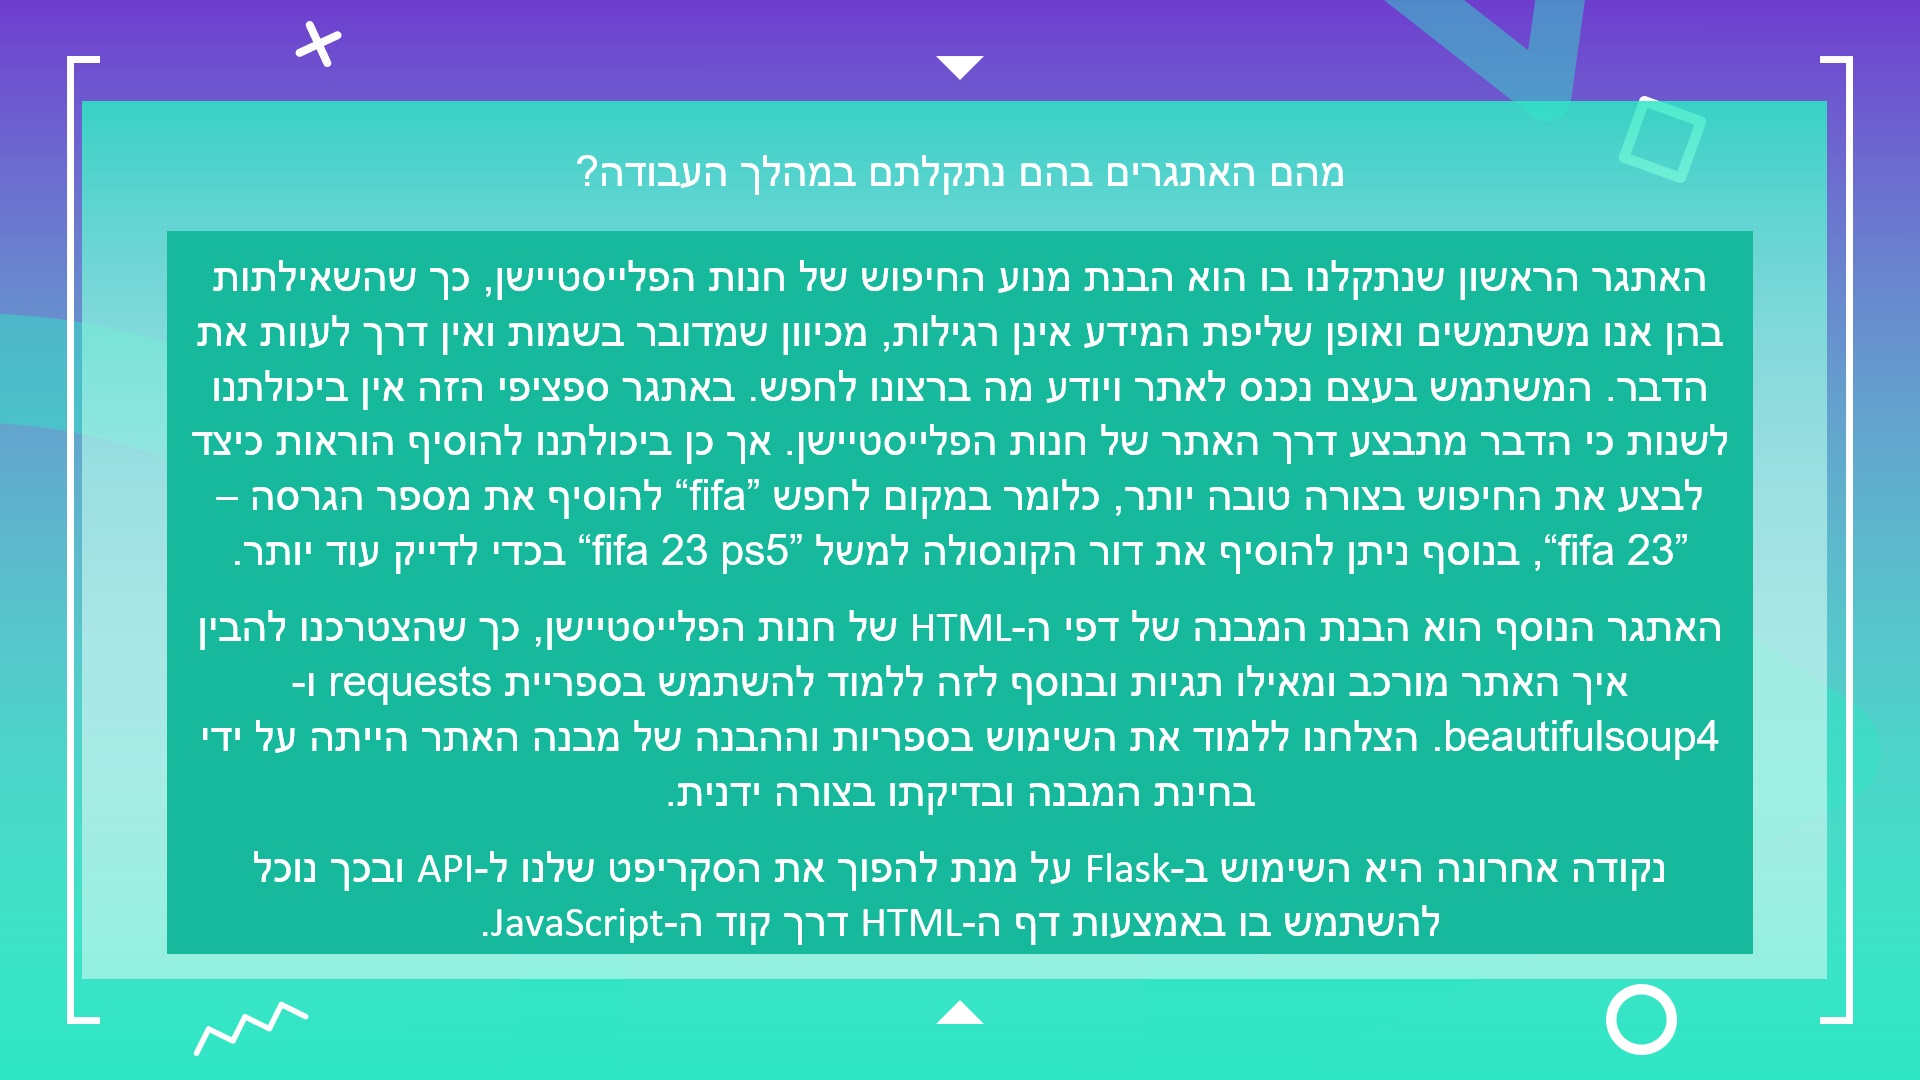 מהם האתגרים בהם נתקלתם במהלך העבודה?
האתגר הראשון שנתקלנו בו הוא הבנת מנוע החיפוש של חנות הפלייסטיישן, כך שהשאילתות
בהן אנו משתמשים ואופן שליפת המידע אינן רגילות, מכיוון שמדובר בשמות ואין דרך לעוות את
הדבר. המשתמש בעצם נכנס לאתר ויודע מה ברצונו לחפש. באתגר ספציפי הזה אין ביכולתנו
לשנות כי הדבר מתבצע דרך האתר של חנות הפלייסטיישן. אך כן ביכולתנו להוסיף הוראות כיצד
לבצע את החיפוש בצורה טובה יותר, כלומר במקום לחפש ”fifa“ להוסיף את מספר הגרסה –
”fifa 23“, בנוסף ניתן להוסיף את דור הקונסולה למשל ”fifa 23 ps5“ בכדי לדייק עוד יותר.
האתגר הנוסף הוא הבנת המבנה של דפי ה-HTML של חנות הפלייסטיישן, כך שהצטרכנו להבין
איך האתר מורכב ומאילו תגיות ובנוסף לזה ללמוד להשתמש בספריית requests ו-
beautifulsoup4. הצלחנו ללמוד את השימוש בספריות וההבנה של מבנה האתר הייתה על ידי
בחינת המבנה ובדיקתו בצורה ידנית.
נקודה אחרונה היא השימוש ב-Flask על מנת להפוך את הסקריפט שלנו ל-API ובכך נוכל
להשתמש בו באמצעות דף ה-HTML דרך קוד ה-JavaScript.